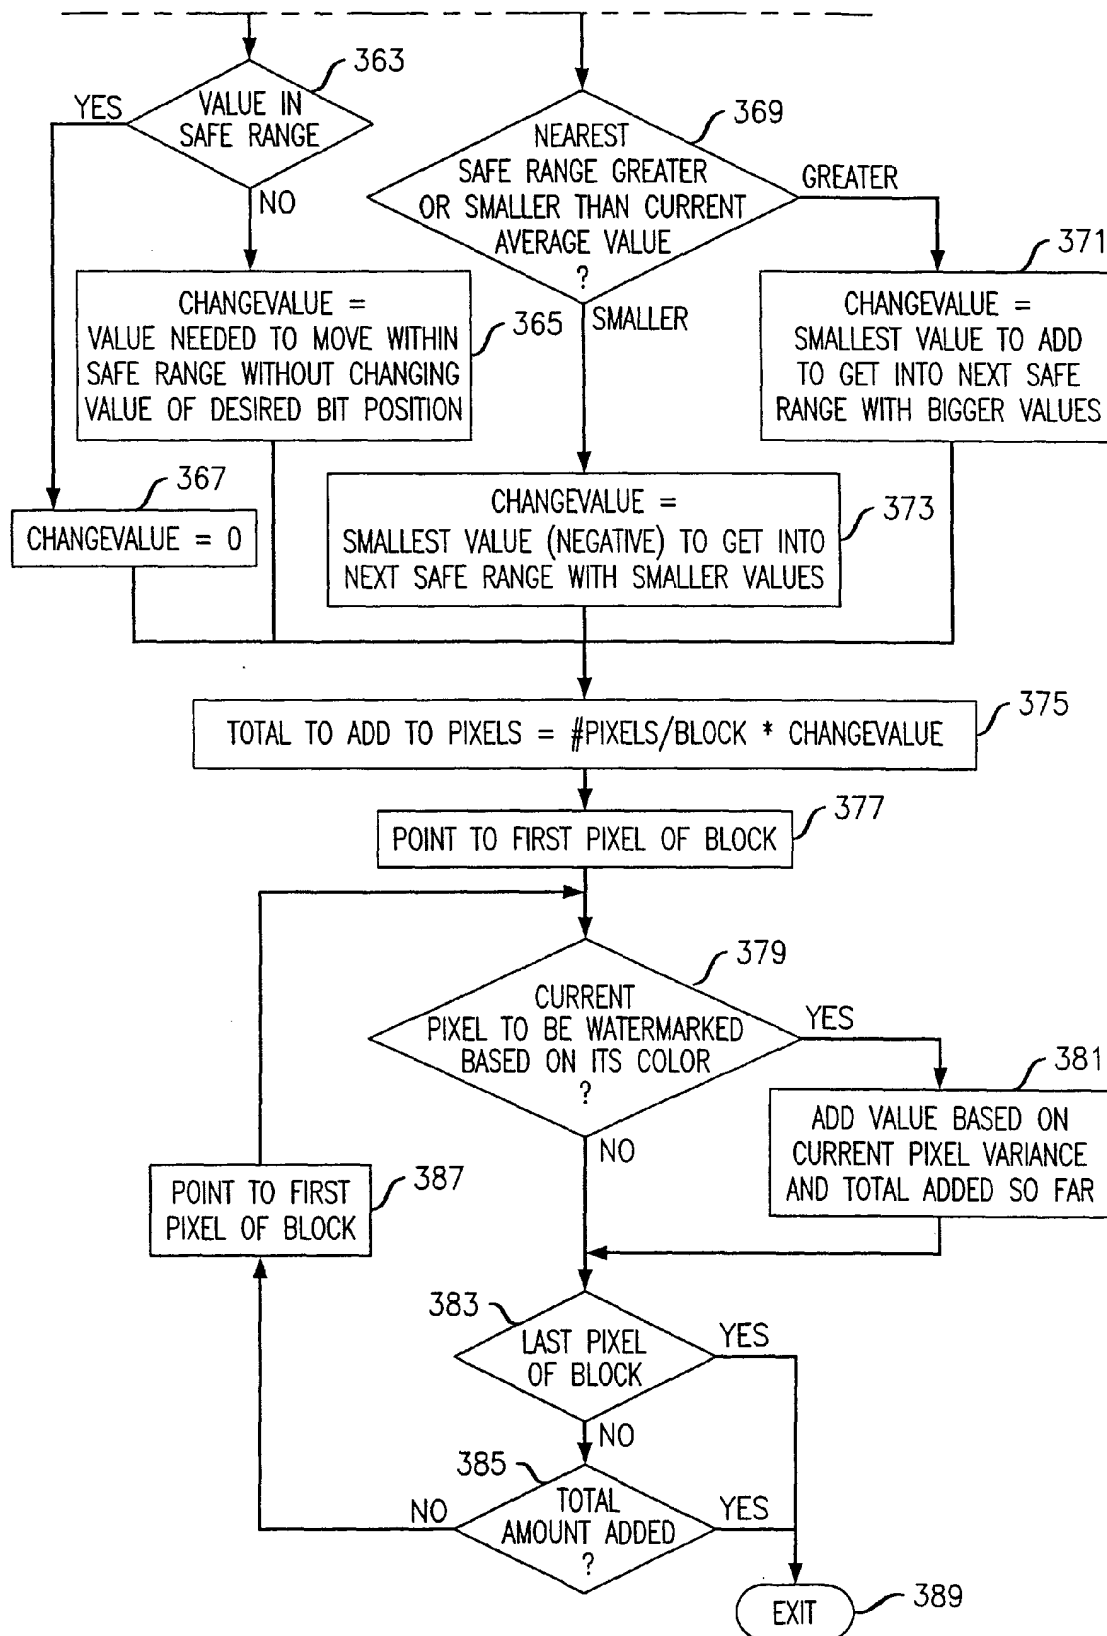 363
YES
VALUE IN
SAFE RANGE
NO
369
NEAREST
SAFE RANGE GREATER
OR SMALLER THAN CURRENT
AVERAGE VALUE
?
GREATER
SMALLER
371
CHANGEVALUE =
SMALLEST VALUE TO ADD
TO GET INTO NEXT SAFE
RANGE WITH BIGGER VALUES
CHANGEVALUE =
VALUE NEEDED TO MOVE WITHIN
SAFE RANGE WITHOUT CHANGING
VALUE OF DESIRED BIT POSITION
365
367
CHANGEVALUE = 0
CHANGEVALUE =
SMALLEST VALUE (NEGATIVE) TO GET INTO
NEXT SAFE RANGE WITH SMALLER VALUES
373
TOTAL TO ADD TO PIXELS = #PIXELS/BLOCK * CHANGEVALUE
375
POINT TO FIRST PIXEL OF BLOCK
377
379
CURRENT
PIXEL TO BE WATERMARKED
BASED ON ITS COLOR
?
YES
NO
381
ADD VALUE BASED ON
CURRENT PIXEL VARIANCE
AND TOTAL ADDED SO FAR
POINT TO FIRST
PIXEL OF BLOCK
387
383
LAST PIXEL
OF BLOCK
YES
NO
385
TOTAL
AMOUNT ADDED
?
NO
YES
EXIT
389